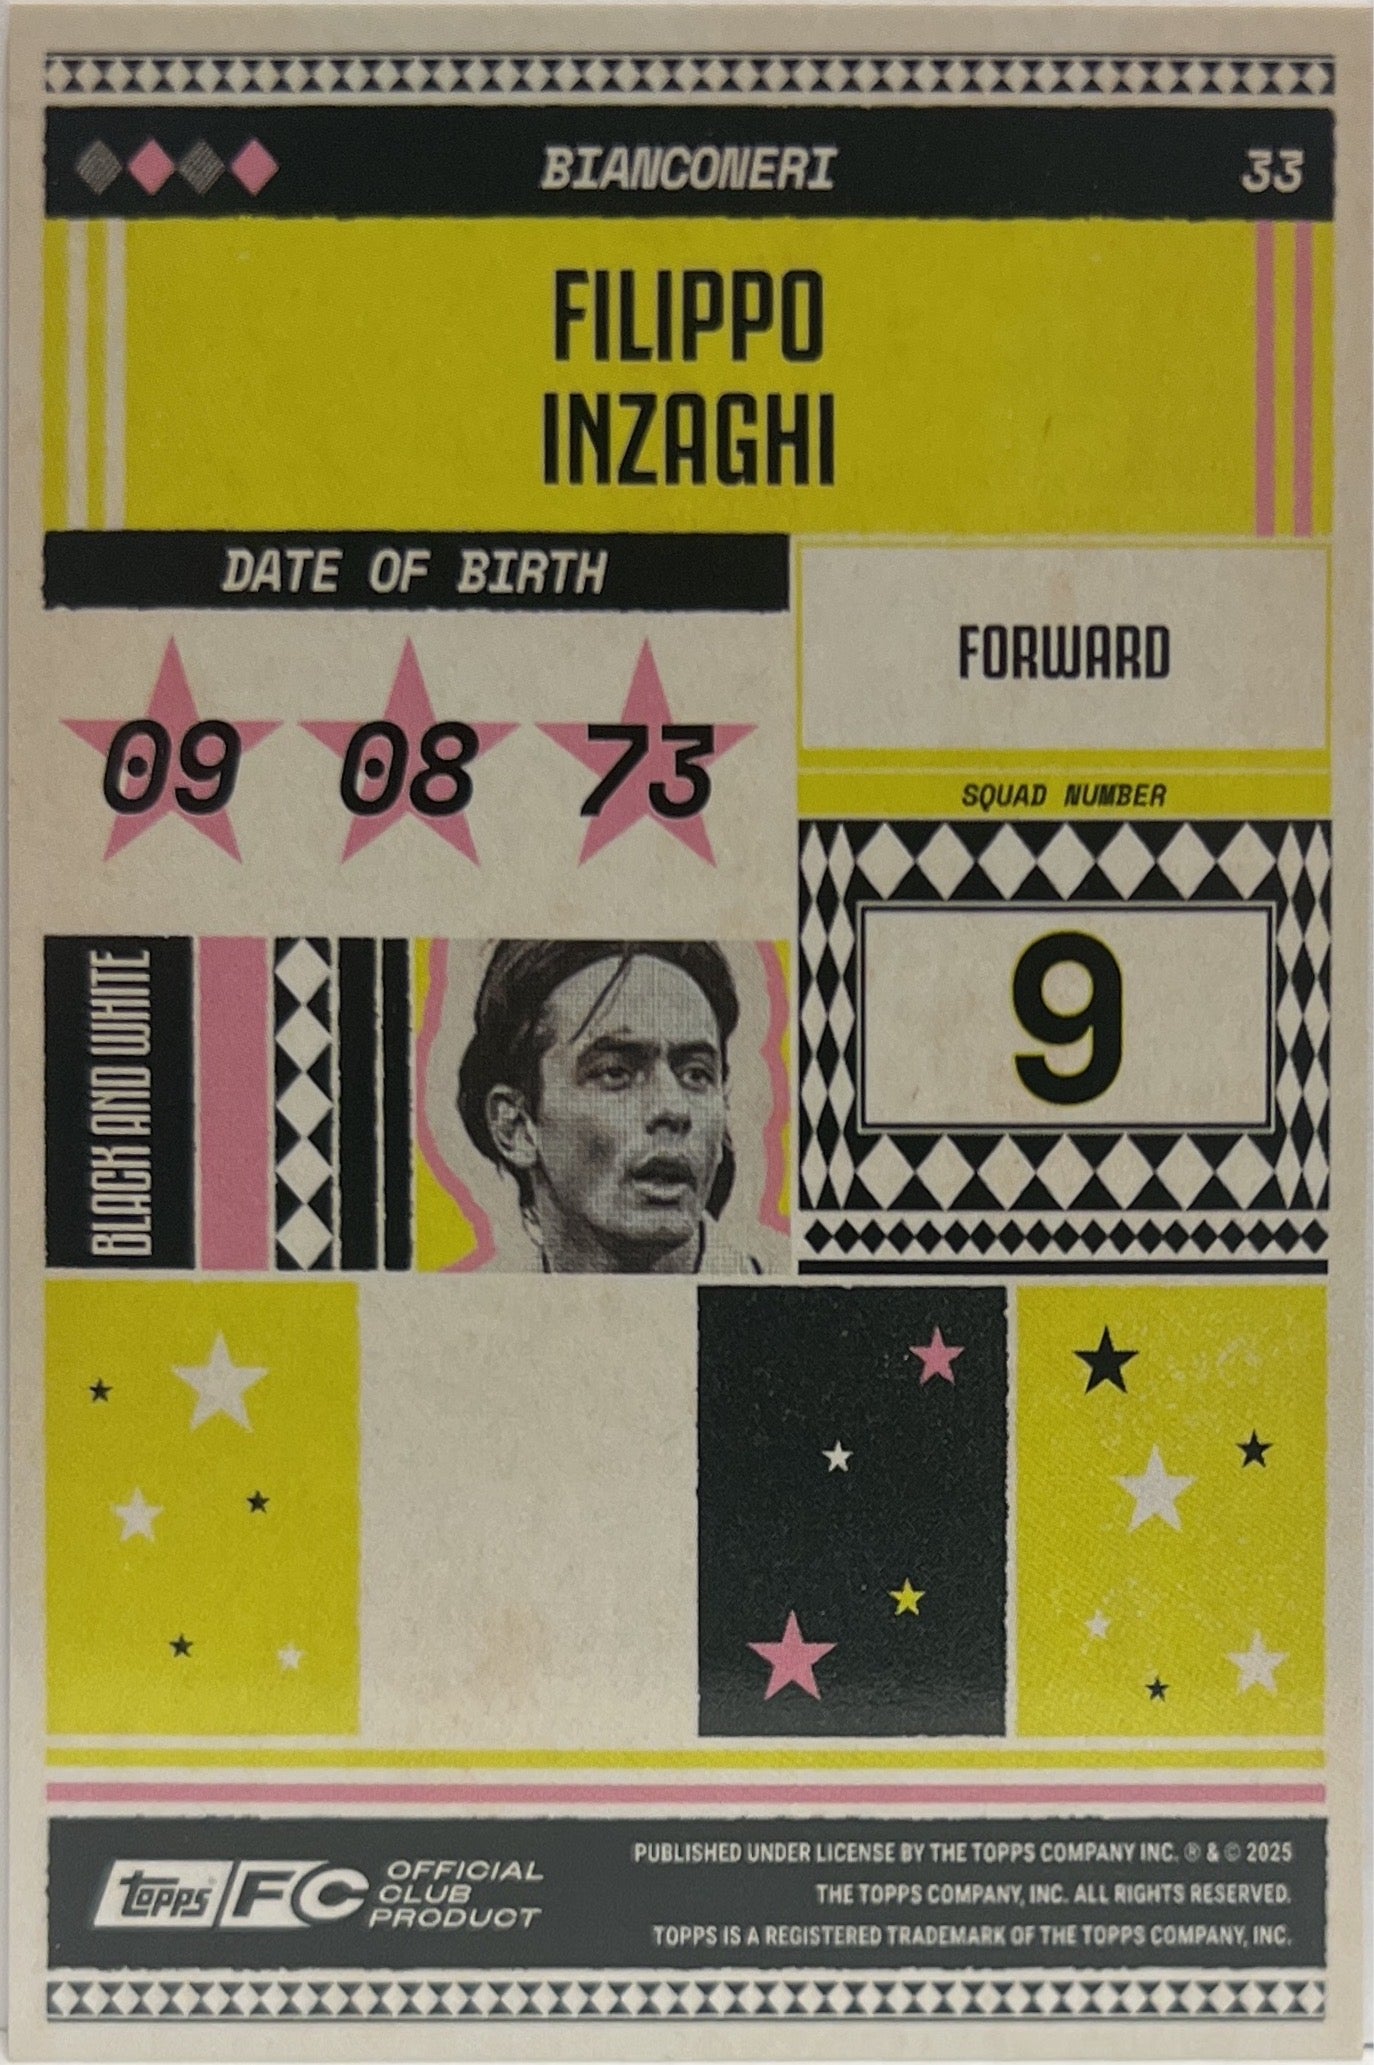 BIANCONERI
33
FILIPPO
INZAGHI
DATE OF BIRTH
09 08 73
FORWARD
SQUAD NUMBER
9
BLACK AND WHITE
topps FC
OFFICIAL
CLUB
PRODUCT
PUBLISHED UNDER LICENSE BY THE TOPPS COMPANY INC. ® & © 2025
THE TOPPS COMPANY, INC. ALL RIGHTS RESERVED.
TOPPS IS A REGISTERED TRADEMARK OF THE TOPPS COMPANY, INC.